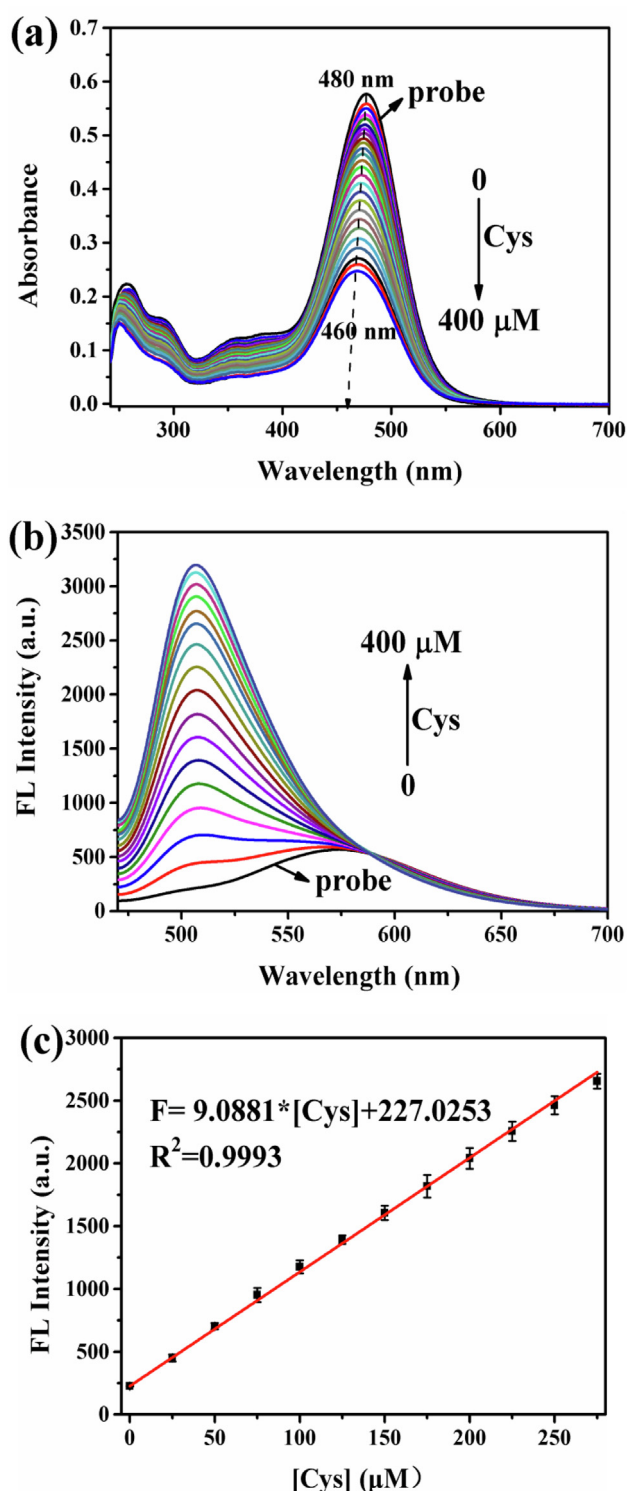 (a)
0.7
0.6
0.5
0.4
0.3
0.2
0.1
0.0
Absorbance
480 nm
probe
0
Cys
400 μM
460 nm
300
400
500
600
700
Wavelength (nm)
(b)
3500
3000
2500
2000
1500
1000
500
0
FL Intensity (a.u.)
400 μM
Cys
0
probe
500
550
600
650
700
Wavelength (nm)
(c)
3000
2500
2000
1500
1000
500
0
FL Intensity (a.u.)
F= 9.0881*[Cys]+227.0253
R²=0.9993
0
50
100
150
200
250
[Cys] (μM）